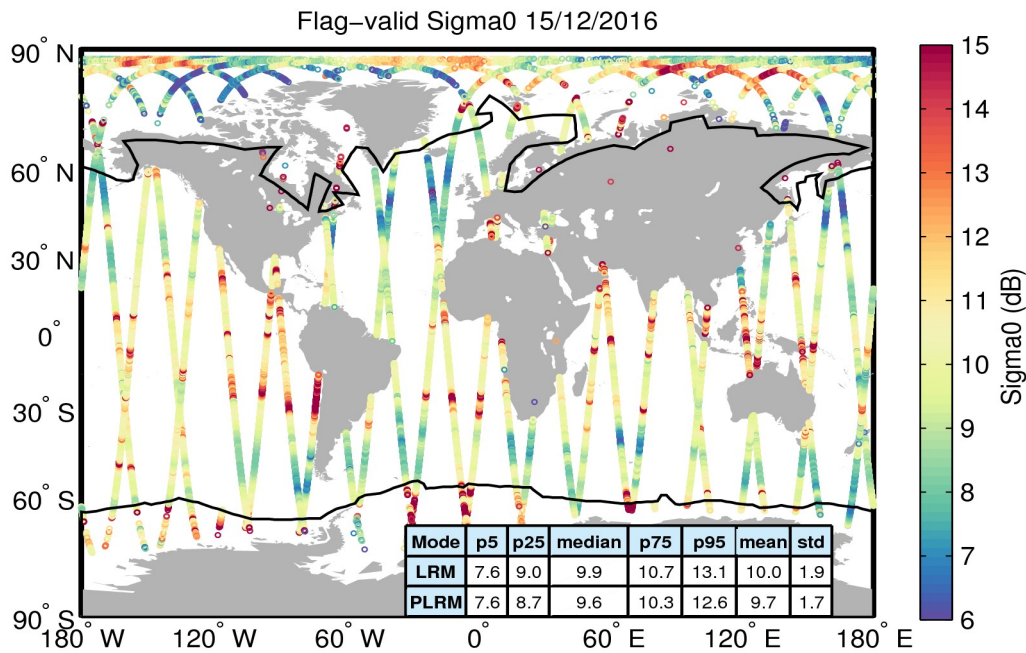 Flag−valid Sigma0 15/12/2016
90° N
60° N
30° N
0°
30° S
60° S
90° S
180° W
120° W
60° W
0°
60° E
120° E
180° E
Mode p5 p25 median p75 p95 mean std
LRM 7.6 9.0 9.9 10.7 13.1 10.0 1.9
PLRM 7.6 8.7 9.6 10.3 12.6 9.7 1.7
15
14
13
12
11
10
9
8
7
6
Sigma0 (dB)